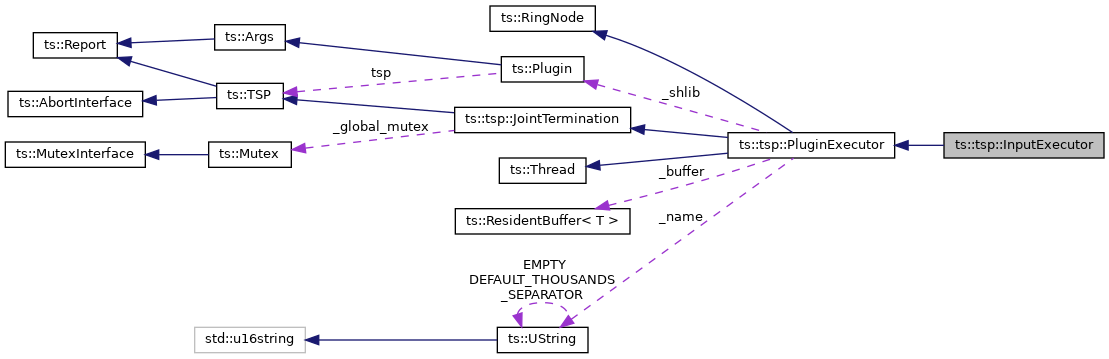 ts::RingNode
ts::Report
ts::Args
ts::Plugin
tsp
ts::AbortInterface
ts::TSP
_shlib
_global_mutex
ts::tsp::JointTermination
ts::MutexInterface
ts::Mutex
ts::tsp::PluginExecutor
ts::tsp::InputExecutor
ts::Thread
_buffer
ts::ResidentBuffer< T >
_name
EMPTY
DEFAULT_THOUSANDS
_SEPARATOR
std::u16string
ts::UString